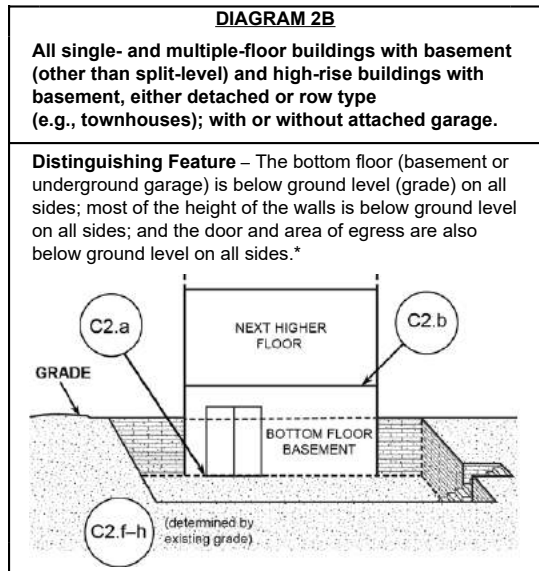 DIAGRAM 2B
All single- and multiple-floor buildings with basement
(other than split-level) and high-rise buildings with
basement, either detached or row type
(e.g., townhouses); with or without attached garage.
Distinguishing Feature – The bottom floor (basement or
underground garage) is below ground level (grade) on all
sides; most of the height of the walls is below ground level
on all sides; and the door and area of egress are also
below ground level on all sides.*
C2.a
NEXT HIGHER
FLOOR
C2.b
GRADE
BOTTOM FLOOR
BASEMENT
C2.f–h
(determined by
existing grade)